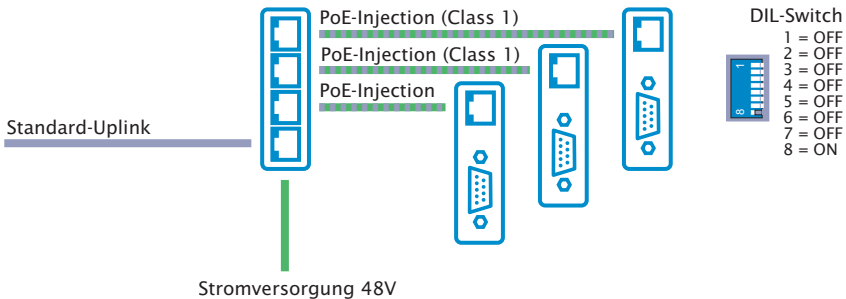 PoE-Injection (Class 1)
PoE-Injection (Class 1)
PoE-Injection
Standard-Uplink
Stromversorgung 48V
DIL-Switch
1 = OFF
2 = OFF
3 = OFF
4 = OFF
5 = OFF
6 = OFF
7 = OFF
8 = ON
1
8